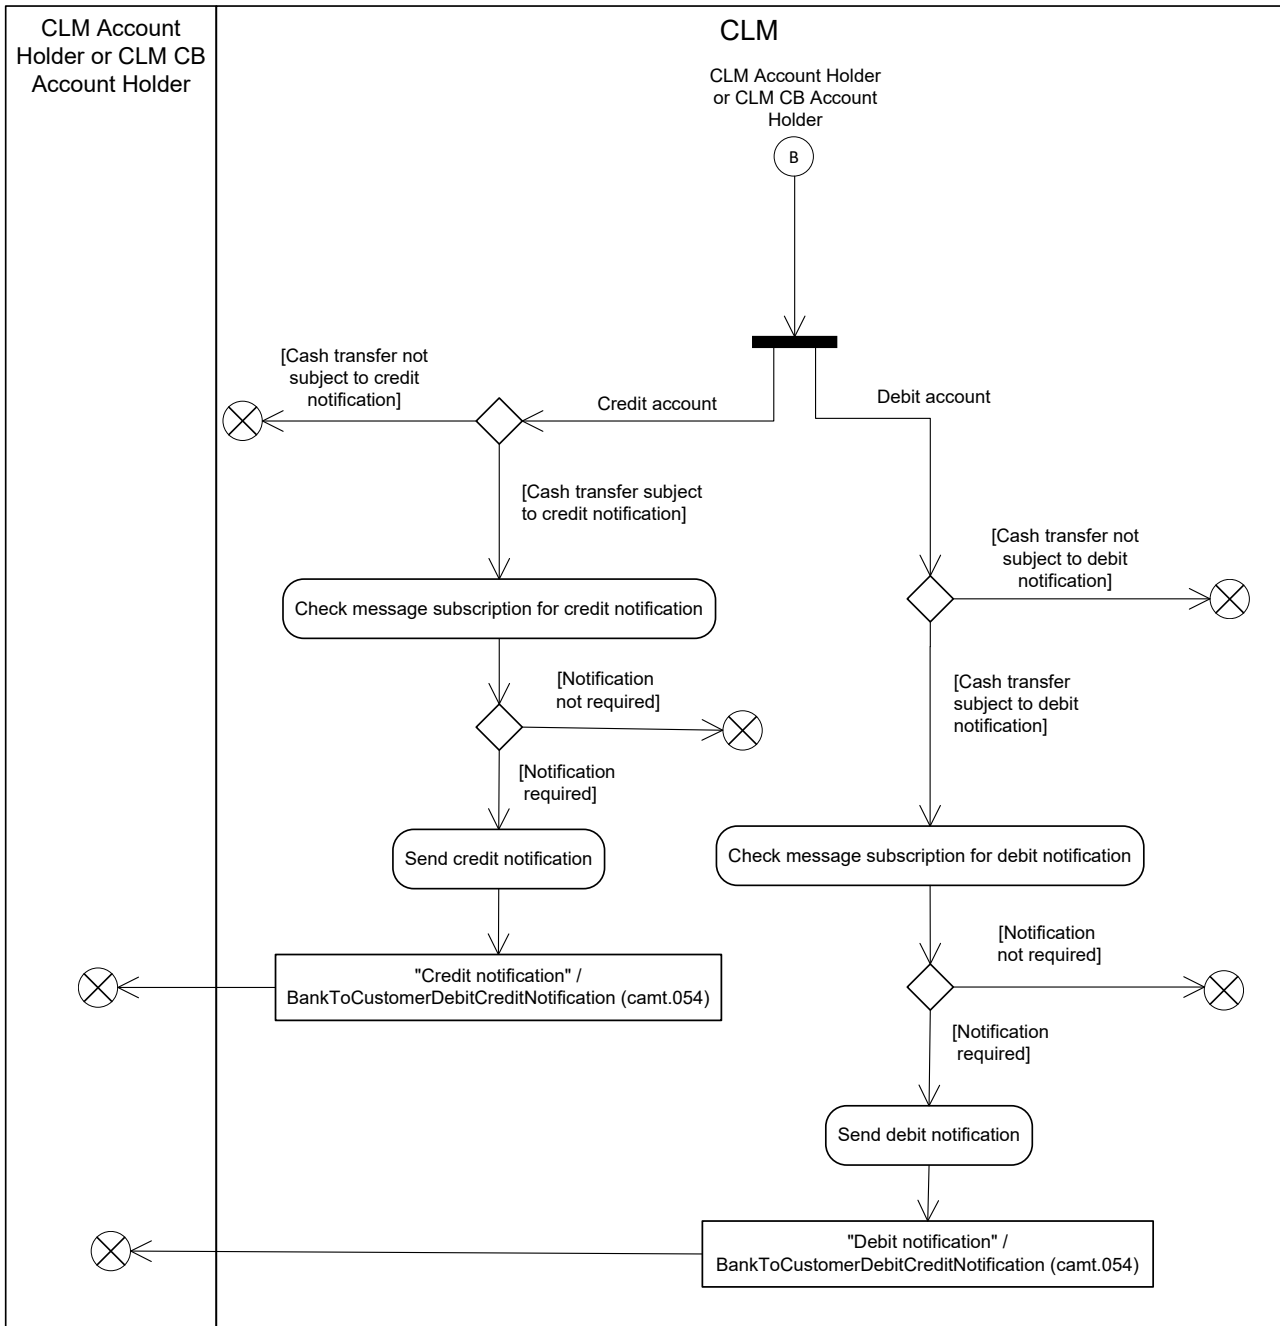 CLM Account
Holder or CLM CB
Account Holder
CLM
CLM Account Holder
or CLM CB Account
Holder
B
[Cash transfer not
subject to credit
notification]
Credit account
Debit account
[Cash transfer subject
to credit notification]
[Cash transfer not
subject to debit
notification]
Check message subscription for credit notification
[Notification
not required]
[Cash transfer
subject to debit
notification]
[Notification
required]
Send credit notification
Check message subscription for debit notification
[Notification
not required]
"Credit notification" /
BankToCustomerDebitCreditNotification (camt.054)
[Notification
required]
Send debit notification
"Debit notification" /
BankToCustomerDebitCreditNotification (camt.054)